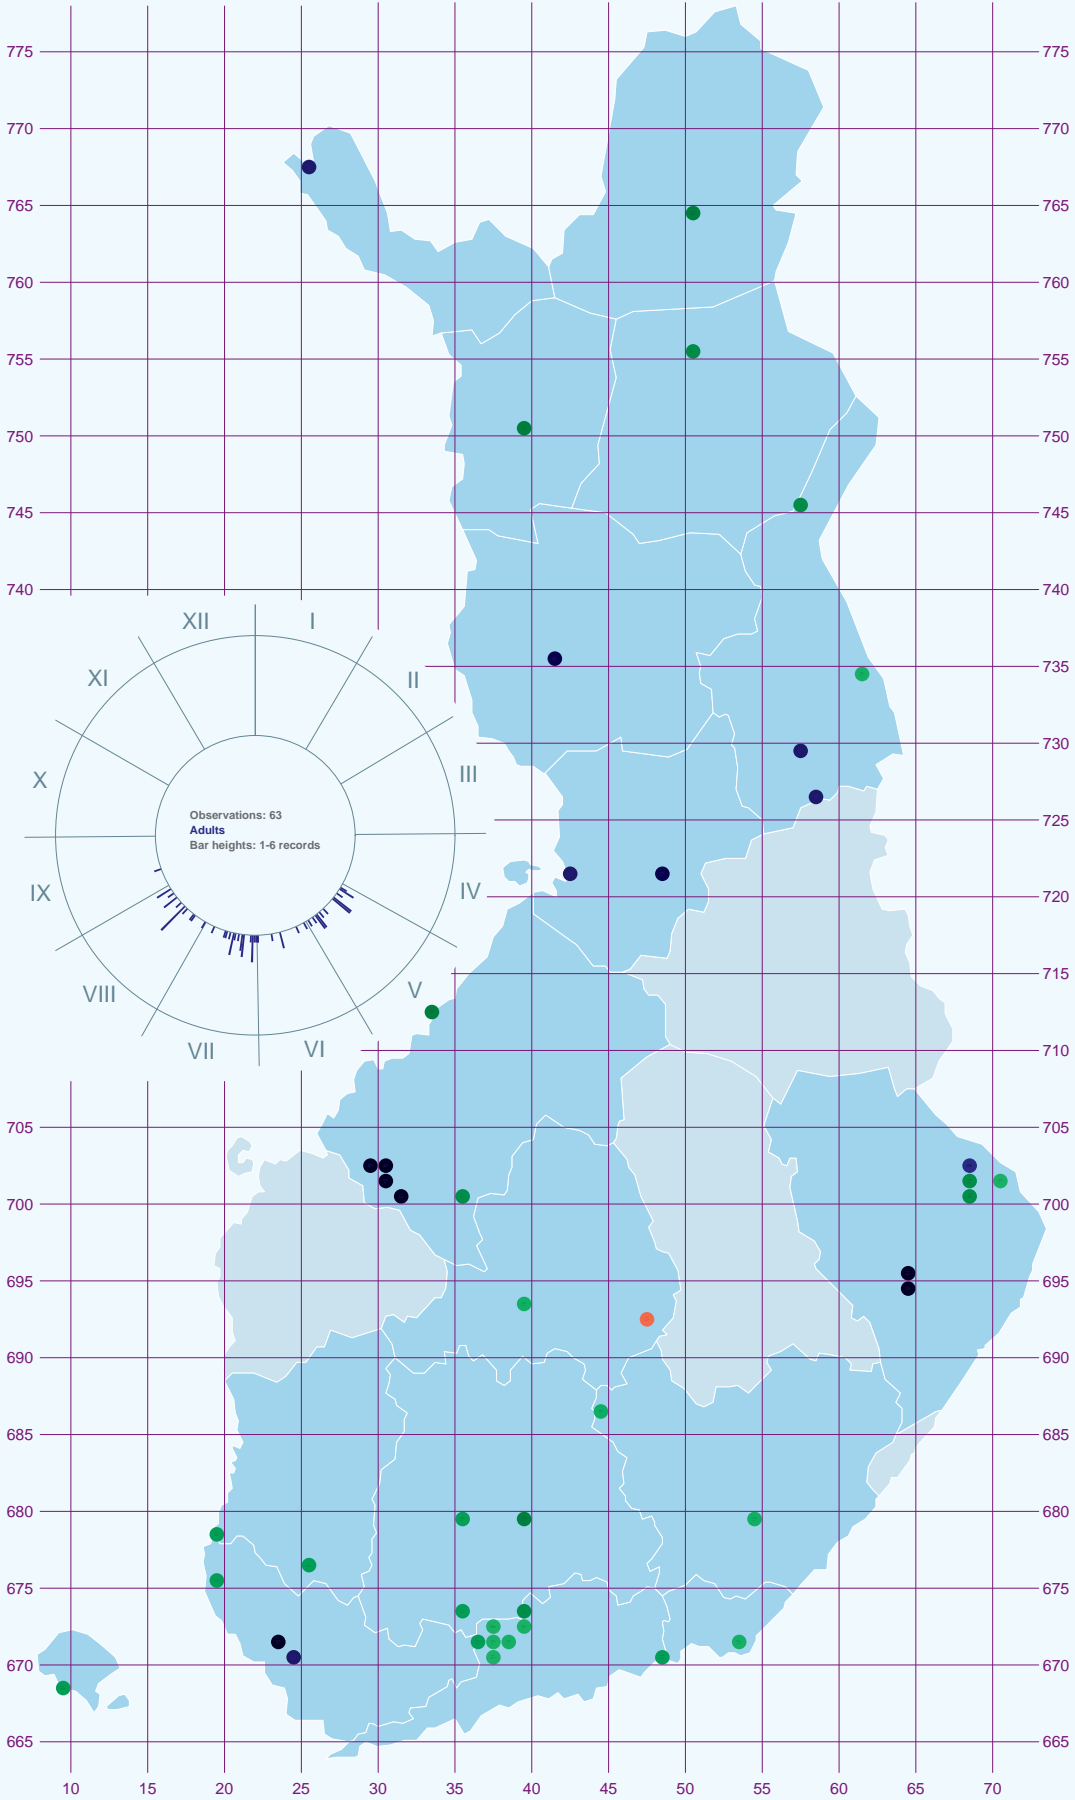 775 775
770 770
765 765
760 760
755 755
750 750
745 745
740 740
XII I
XI II
735
730
X III
Observations: 63
Adults
Bar heights: 1-6 records
725
IX IV
720
VIII V
715
VII VI
710
705 705
700 700
695 695
690 690
685 685
680 680
675 675
670 670
665 665
10 15 20 25 30 35 40 45 50 55 60 65 70